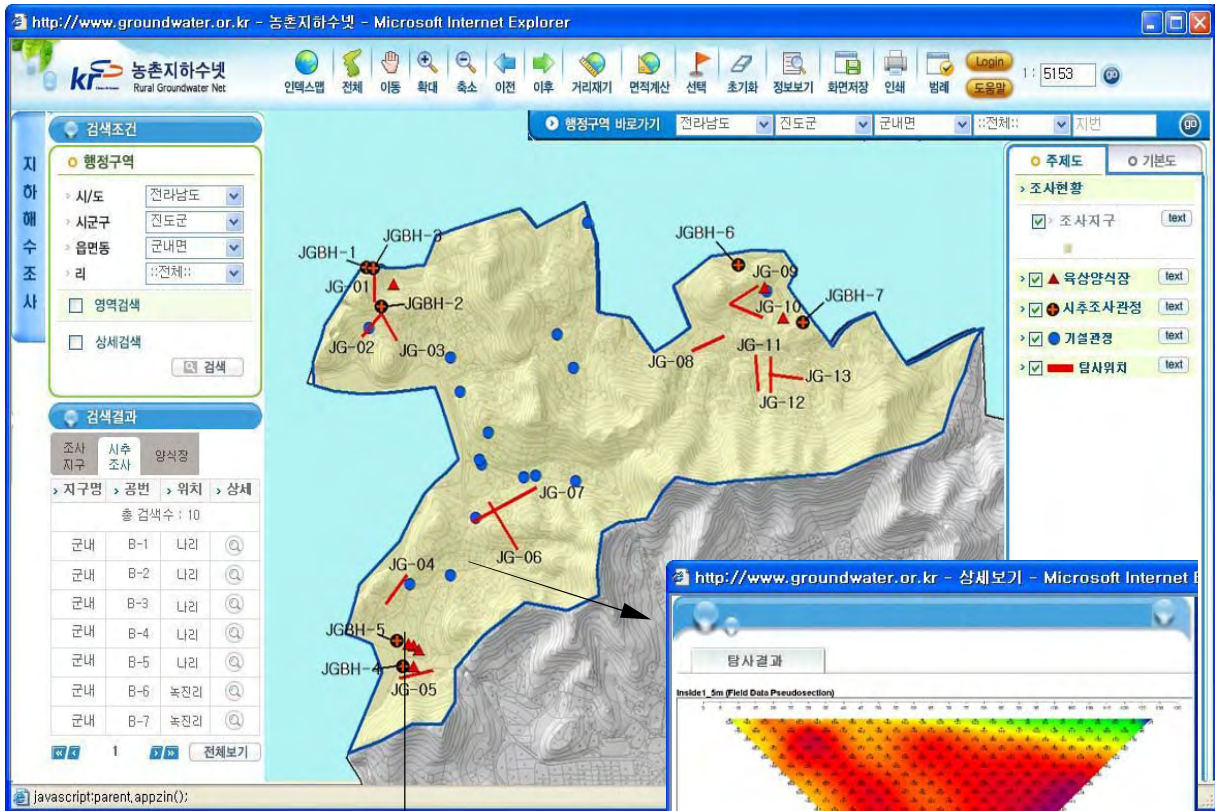 http://www.groundwater.or.kr - 농촌지하수넷 - Microsoft Internet Explorer
농촌지하수넷
Rural Groundwater Net
인덱스맵 전체 이동 확대 축소 이전 이후 거리재기 면적계산 선택 초기화 정보보기 화면저장 인쇄 범례
Login
도움말
1 : 5153 go
행정구역 바로가기 전라남도 진도군 군내면 ::전체:: 지번 go
지하해수조사
검색조건
행정구역
시/도 전라남도
시군구 진도군
읍면동 군내면
리 ::전체::
영역검색
상세검색
검색
검색결과
조사지구 시추조사 양식장
지구명 공번 위치 상세
총 검색수 : 10
군내 B-1 나리
군내 B-2 나리
군내 B-3 나리
군내 B-4 나리
군내 B-5 나리
군내 B-6 녹진리
군내 B-7 녹진리
1 전체보기
JGBH-3
JGBH-1
JG-01
JGBH-2
JG-02
JG-03
JGBH-6
JG-09
JG-10
JGBH-7
JG-08
JG-11
JG-13
JG-12
JG-07
JG-06
JG-04
JGBH-5
JGBH-4
JG-05
주제도 기본도
조사현황
조사지구 text
육상양식장 text
시추조사관정 text
기설관정 text
탐사위치 text
http://www.groundwater.or.kr - 상세보기 - Microsoft Internet E
탐사결과
Inside1_5m (Field Data Pseudosection)
javascript:parent,appzin();